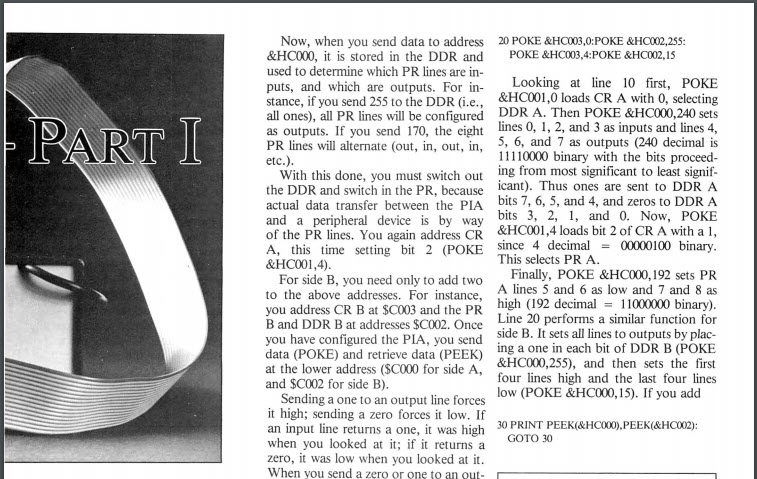 - PART I
Now, when you send data to address
&HC000, it is stored in the DDR and
used to determine which PR lines are in-
puts, and which are outputs. For in-
stance, if you send 255 to the DDR (i.e.,
all ones), all PR lines will be configured
as outputs. If you send 170, the eight
PR lines will alternate (out, in, out, in,
etc.).
With this done, you must switch out
the DDR and switch in the PR, because
actual data transfer between the PIA
and a peripheral device is by way
of the PR lines. You again address CR
A, this time setting bit 2 (POKE
&HC001,4).
For side B, you need only to add two
to the above addresses. For instance,
you address CR B at $C003 and the PR
B and DDR B at addresses $C002. Once
you have configured the PIA, you send
data (POKE) and retrieve data (PEEK)
at the lower address ($C000 for side A,
and $C002 for side B).
Sending a one to an output line forces
it high; sending a zero forces it low. If
an input line returns a one, it was high
when you looked at it; if it returns a
zero, it was low when you looked at it.
When you send a zero or one to an out-
20 POKE &HC003,0:POKE &HC002,255:
POKE &HC003,4:POKE &HC002,15
Looking at line 10 first, POKE
&HC001,0 loads CR A with 0, selecting
DDR A. Then POKE &HC000,240 sets
lines 0, 1, 2, and 3 as inputs and lines 4,
5, 6, and 7 as outputs (240 decimal is
11110000 binary with the bits proceed-
ing from most significant to least signif-
icant). Thus ones are sent to DDR A
bits 7, 6, 5, and 4, and zeros to DDR A
bits 3, 2, 1, and 0. Now, POKE
&HC001,4 loads bit 2 of CR A with a 1,
since 4 decimal = 00000100 binary.
This selects PR A.
Finally, POKE &HC000,192 sets PR
A lines 5 and 6 as low and 7 and 8 as
high (192 decimal = 11000000 binary).
Line 20 performs a similar function for
side B. It sets all lines to outputs by plac-
ing a one in each bit of DDR B (POKE
&HC000,255), and then sets the first
four lines high and the last four lines
low (POKE &HC000,15). If you add
30 PRINT PEEK(&HC000),PEEK(&HC002):
GOTO 30